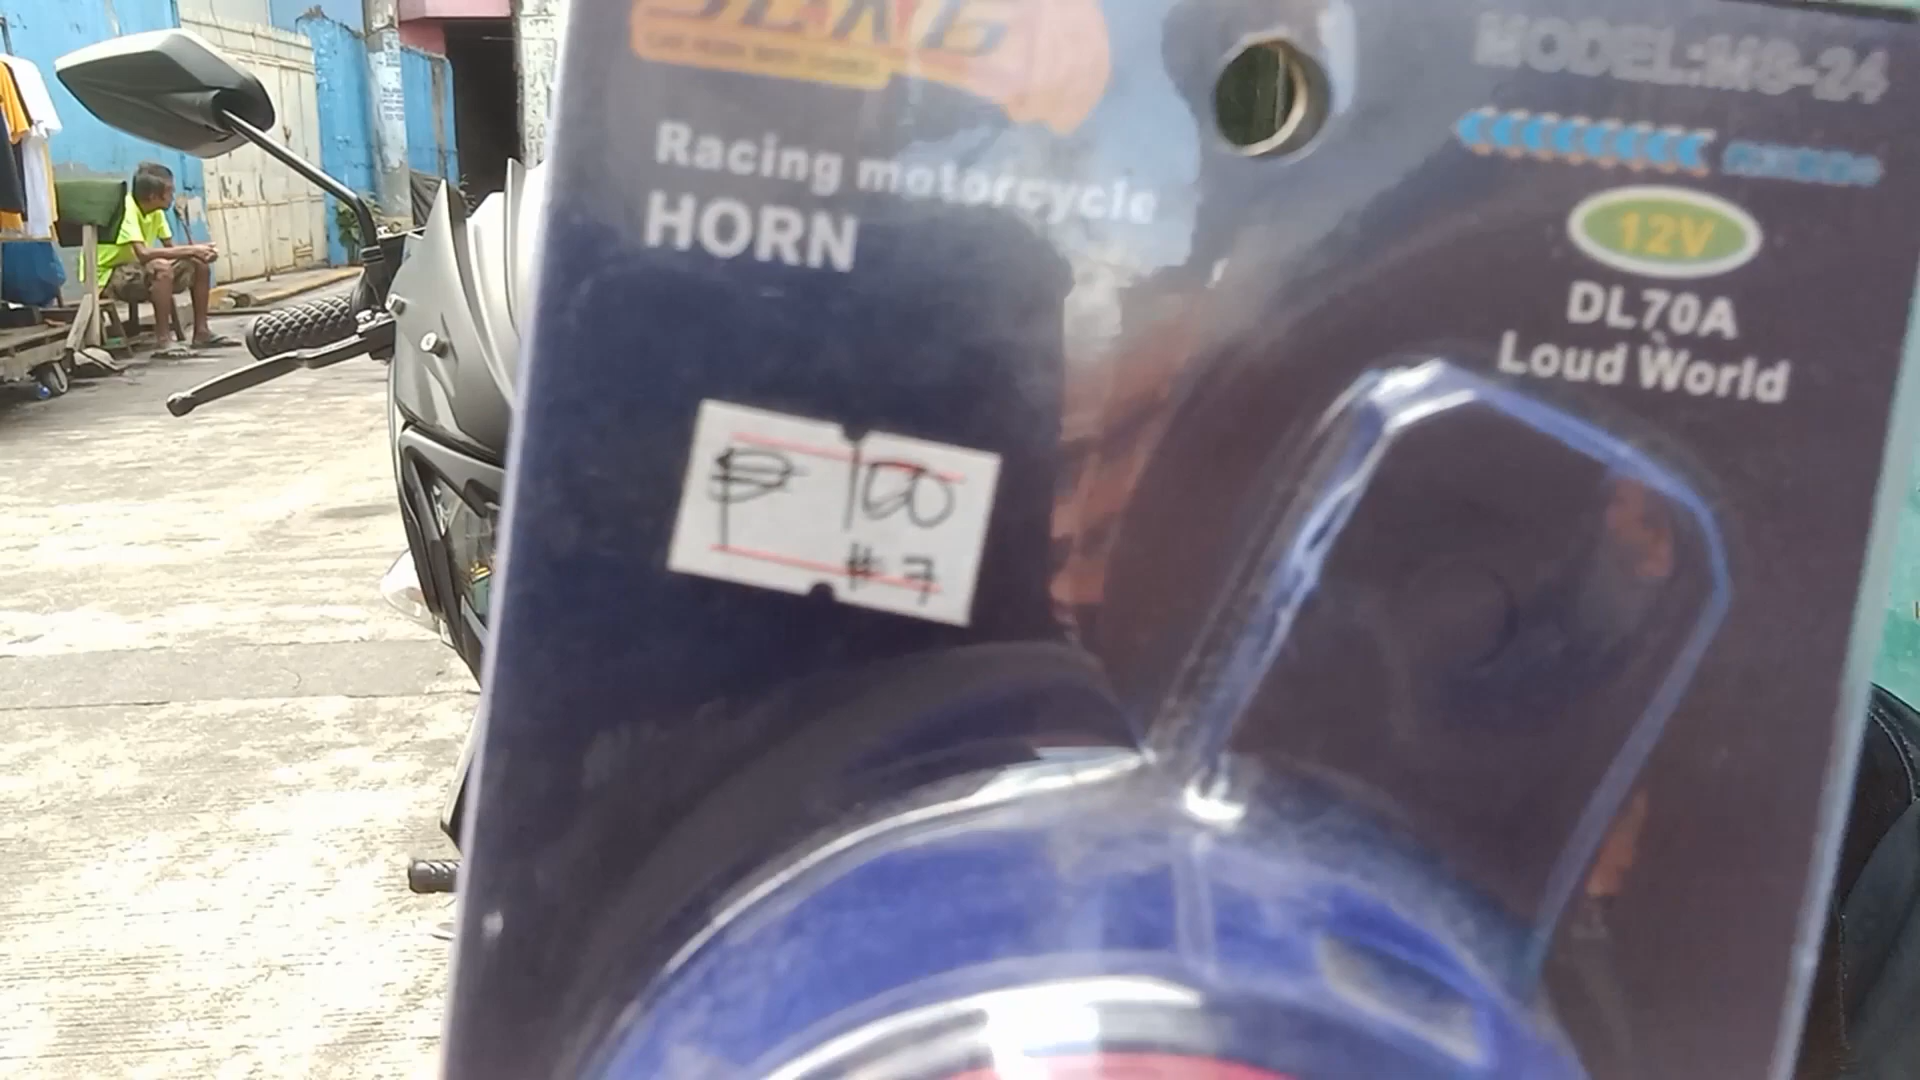 MODEL:MS-24
Racing motorcycle
HORN
12V
DL70A
Loud World
₱ 100
# 7